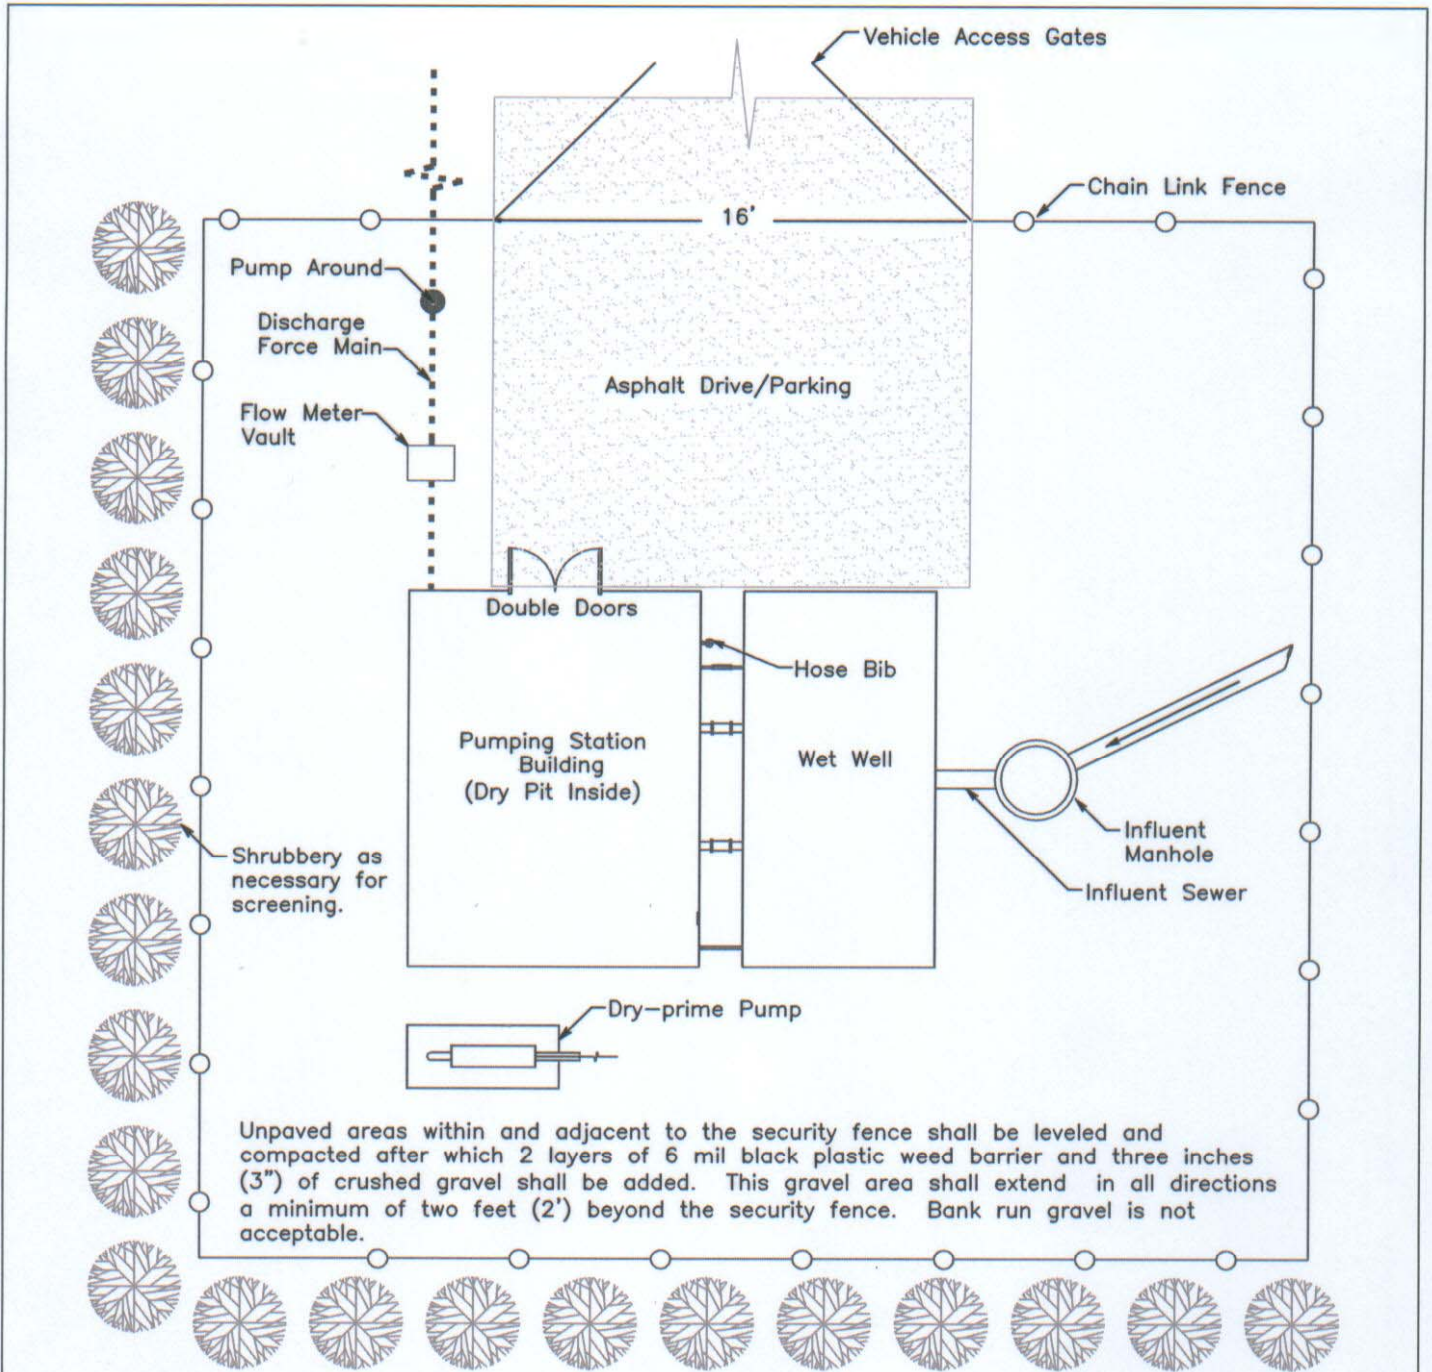 Vehicle Access Gates
Chain Link Fence
16'
Pump Around
Discharge
Force Main
Asphalt Drive/Parking
Flow Meter
Vault
Double Doors
Hose Bib
Pumping Station
Building
(Dry Pit Inside)
Wet Well
Influent
Manhole
Shrubbery as
necessary for
screening.
Influent Sewer
Dry-prime Pump
Unpaved areas within and adjacent to the security fence shall be leveled and
compacted after which 2 layers of 6 mil black plastic weed barrier and three inches
(3") of crushed gravel shall be added. This gravel area shall extend in all directions
a minimum of two feet (2') beyond the security fence. Bank run gravel is not
acceptable.